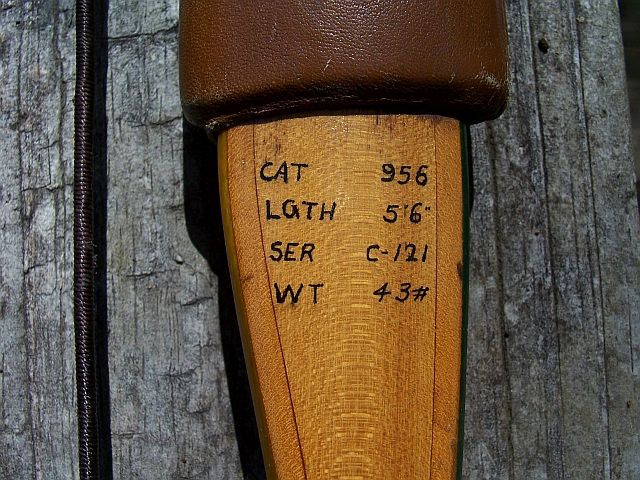 CAT 956
LGTH 5'6"
SER C-121
WT 43#